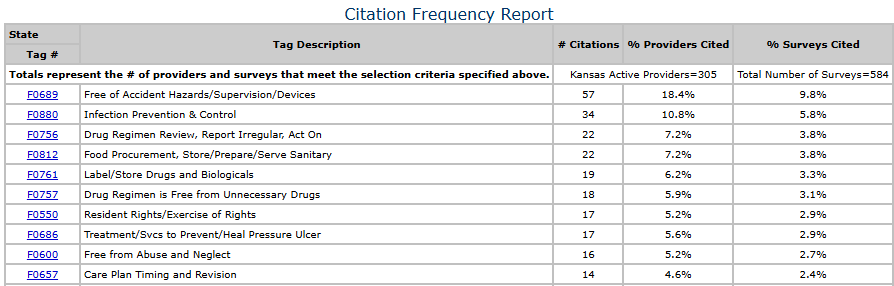 Citation Frequency Report
State
Tag # Tag Description # Citations % Providers Cited % Surveys Cited
Totals represent the # of providers and surveys that meet the selection criteria specified above. Kansas Active Providers=305 Total Number of Surveys=584
F0689 Free of Accident Hazards/Supervision/Devices 57 18.4% 9.8%
F0880 Infection Prevention & Control 34 10.8% 5.8%
F0756 Drug Regimen Review, Report Irregular, Act On 22 7.2% 3.8%
F0812 Food Procurement, Store/Prepare/Serve Sanitary 22 7.2% 3.8%
F0761 Label/Store Drugs and Biologicals 19 6.2% 3.3%
F0757 Drug Regimen is Free from Unnecessary Drugs 18 5.9% 3.1%
F0550 Resident Rights/Exercise of Rights 17 5.2% 2.9%
F0686 Treatment/Svcs to Prevent/Heal Pressure Ulcer 17 5.6% 2.9%
F0600 Free from Abuse and Neglect 16 5.2% 2.7%
F0657 Care Plan Timing and Revision 14 4.6% 2.4%